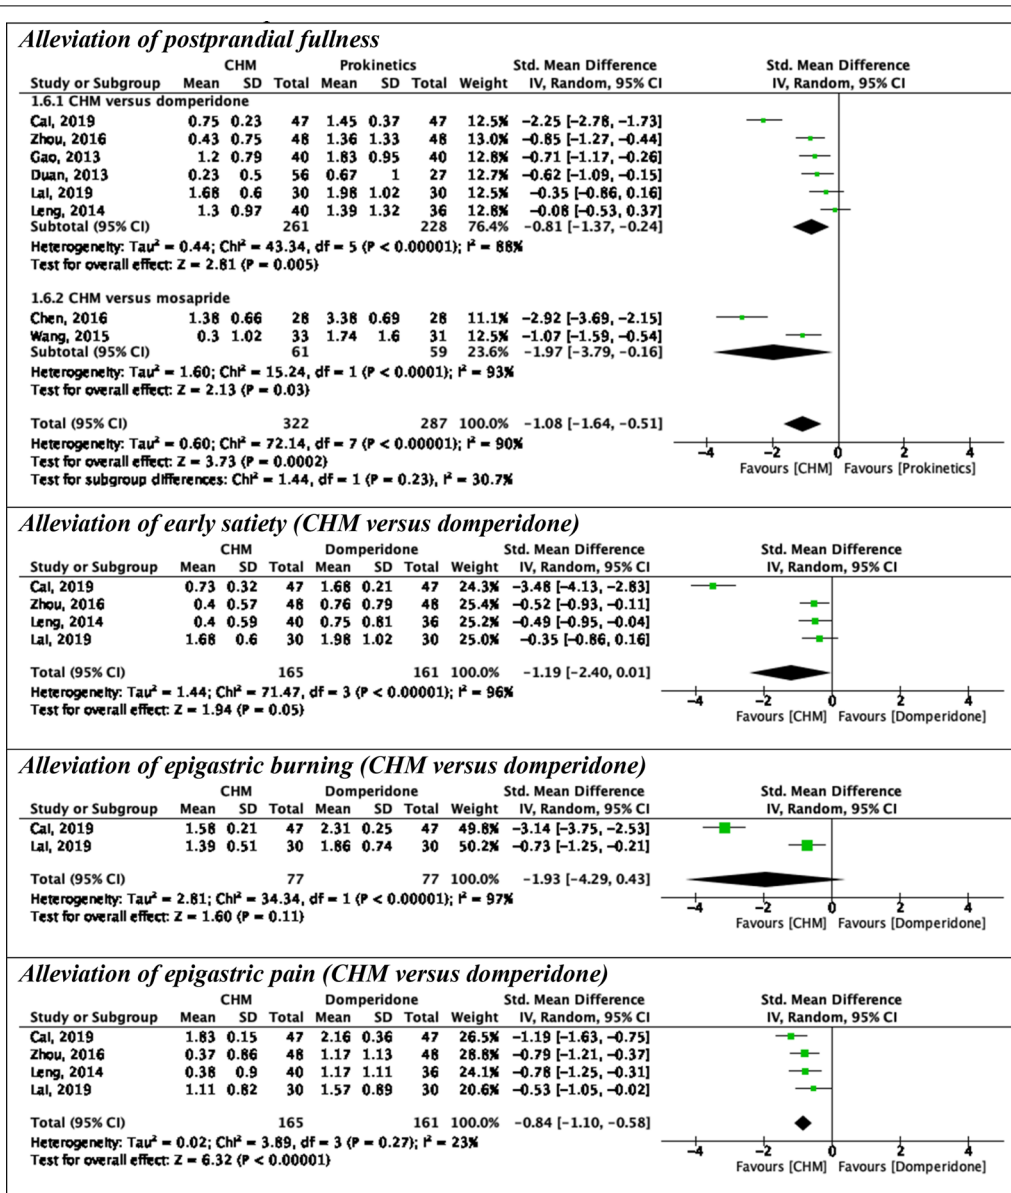 Alleviation of postprandial fullness
CHM Prokinetics Std. Mean Difference Std. Mean Difference
Study or Subgroup Mean SD Total Mean SD Total Weight IV, Random, 95% CI IV, Random, 95% CI
1.6.1 CHM versus domperidone
Cai, 2019 0.75 0.23 47 1.45 0.37 47 12.5% −2.25 [−2.78, −1.73]
Zhou, 2016 0.43 0.75 48 1.36 1.33 48 13.0% −0.85 [−1.27, −0.44]
Gao, 2013 1.2 0.79 40 1.83 0.95 40 12.8% −0.71 [−1.17, −0.26]
Duan, 2013 0.23 0.5 56 0.67 1 27 12.7% −0.62 [−1.09, −0.15]
Lai, 2019 1.68 0.6 30 1.98 1.02 30 12.5% −0.35 [−0.86, 0.16]
Leng, 2014 1.3 0.97 40 1.39 1.32 36 12.8% −0.08 [−0.53, 0.37]
Subtotal (95% CI) 261 228 76.4% −0.81 [−1.37, −0.24]
Heterogeneity: Tau² = 0.44; Chi² = 43.34, df = 5 (P < 0.00001); I² = 88%
Test for overall effect: Z = 2.81 (P = 0.005)
1.6.2 CHM versus mosapride
Chen, 2016 1.38 0.66 28 3.38 0.69 28 11.1% −2.92 [−3.69, −2.15]
Wang, 2015 0.3 1.02 33 1.74 1.6 31 12.5% −1.07 [−1.59, −0.54]
Subtotal (95% CI) 61 59 23.6% −1.97 [−3.79, −0.16]
Heterogeneity: Tau² = 1.60; Chi² = 15.24, df = 1 (P < 0.0001); I² = 93%
Test for overall effect: Z = 2.13 (P = 0.03)
Total (95% CI) 322 287 100.0% −1.08 [−1.64, −0.51]
Heterogeneity: Tau² = 0.60; Chi² = 72.14, df = 7 (P < 0.00001); I² = 90%
Test for overall effect: Z = 3.73 (P = 0.0002)
Test for subgroup differences: Chi² = 1.44, df = 1 (P = 0.23), I² = 30.7%
−4 −2 0 2 4
Favours [CHM] Favours [Prokinetics]
Alleviation of early satiety (CHM versus domperidone)
CHM Domperidone Std. Mean Difference Std. Mean Difference
Study or Subgroup Mean SD Total Mean SD Total Weight IV, Random, 95% CI IV, Random, 95% CI
Cai, 2019 0.73 0.32 47 1.68 0.21 47 24.3% −3.48 [−4.13, −2.83]
Zhou, 2016 0.4 0.57 48 0.76 0.79 48 25.4% −0.52 [−0.93, −0.11]
Leng, 2014 0.4 0.59 40 0.75 0.81 36 25.2% −0.49 [−0.95, −0.04]
Lai, 2019 1.68 0.6 30 1.98 1.02 30 25.0% −0.35 [−0.86, 0.16]
Total (95% CI) 165 161 100.0% −1.19 [−2.40, 0.01]
Heterogeneity: Tau² = 1.44; Chi² = 71.47, df = 3 (P < 0.00001); I² = 96%
Test for overall effect: Z = 1.94 (P = 0.05)
−4 −2 0 2 4
Favours [CHM] Favours [Domperidone]
Alleviation of epigastric burning (CHM versus domperidone)
CHM Domperidone Std. Mean Difference Std. Mean Difference
Study or Subgroup Mean SD Total Mean SD Total Weight IV, Random, 95% CI IV, Random, 95% CI
Cai, 2019 1.58 0.21 47 2.31 0.25 47 49.8% −3.14 [−3.75, −2.53]
Lai, 2019 1.39 0.51 30 1.86 0.74 30 50.2% −0.73 [−1.25, −0.21]
Total (95% CI) 77 77 100.0% −1.93 [−4.29, 0.43]
Heterogeneity: Tau² = 2.81; Chi² = 34.34, df = 1 (P < 0.00001); I² = 97%
Test for overall effect: Z = 1.60 (P = 0.11)
−4 −2 0 2 4
Favours [CHM] Favours [Domperidone]
Alleviation of epigastric pain (CHM versus domperidone)
CHM Domperidone Std. Mean Difference Std. Mean Difference
Study or Subgroup Mean SD Total Mean SD Total Weight IV, Random, 95% CI IV, Random, 95% CI
Cai, 2019 1.83 0.15 47 2.16 0.36 47 26.5% −1.19 [−1.63, −0.75]
Zhou, 2016 0.37 0.86 48 1.17 1.13 48 28.8% −0.79 [−1.21, −0.37]
Leng, 2014 0.38 0.9 40 1.17 1.11 36 24.1% −0.78 [−1.25, −0.31]
Lai, 2019 1.11 0.82 30 1.57 0.89 30 20.6% −0.53 [−1.05, −0.02]
Total (95% CI) 165 161 100.0% −0.84 [−1.10, −0.58]
Heterogeneity: Tau² = 0.02; Chi² = 3.89, df = 3 (P = 0.27); I² = 23%
Test for overall effect: Z = 6.32 (P < 0.00001)
−4 −2 0 2 4
Favours [CHM] Favours [Domperidone]